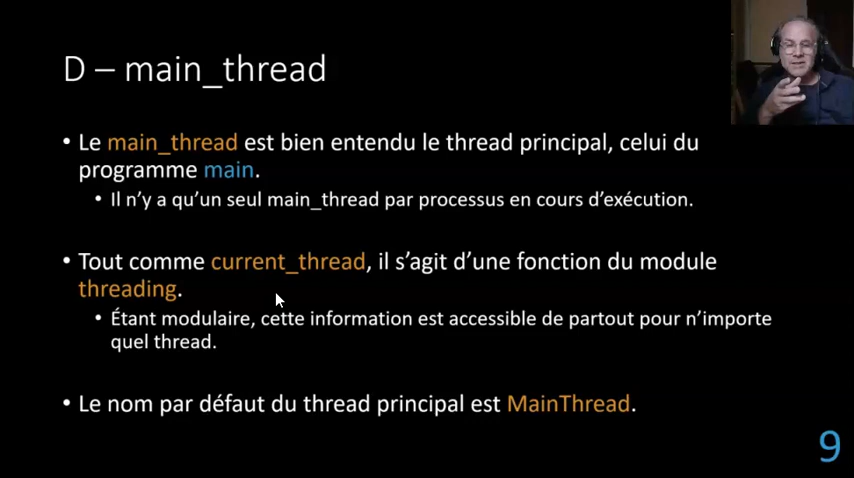 D – main_thread
• Le main_thread est bien entendu le thread principal, celui du
programme main.
• Il n’y a qu’un seul main_thread par processus en cours d’exécution.
• Tout comme current_thread, il s’agit d’une fonction du module
threading.
• Étant modulaire, cette information est accessible de partout pour n’importe
quel thread.
• Le nom par défaut du thread principal est MainThread.
9